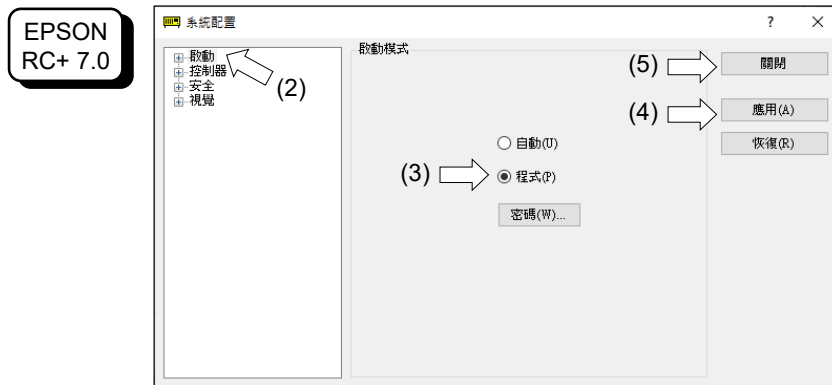 EPSON
RC+ 7.0
系統配置
?
×
啟動
控制器
安全
視覺
(2)
啟動模式
(5)
關閉
(4)
應用(A)
恢復(R)
自動(U)
(3)
程式(P)
密碼(W)...